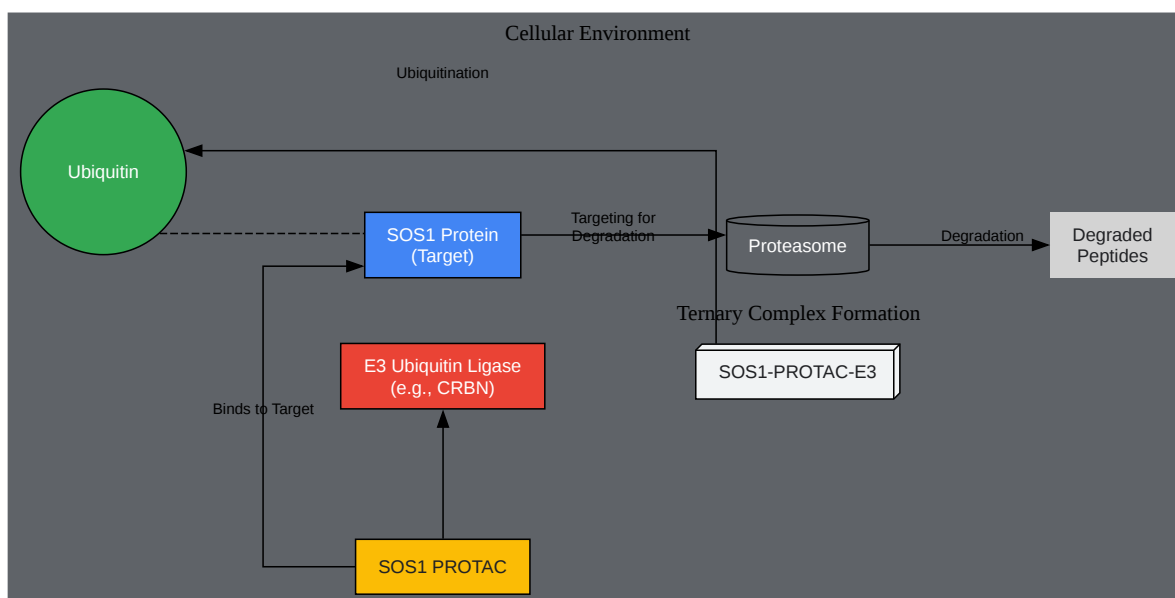 Cellular Environment
Ubiquitination
Ubiquitin
SOS1 Protein
(Target)
Targeting for
Degradation
Proteasome
Degradation
Degraded
Peptides
Ternary Complex Formation
SOS1-PROTAC-E3
E3 Ubiquitin Ligase
(e.g., CRBN)
Binds to Target
SOS1 PROTAC